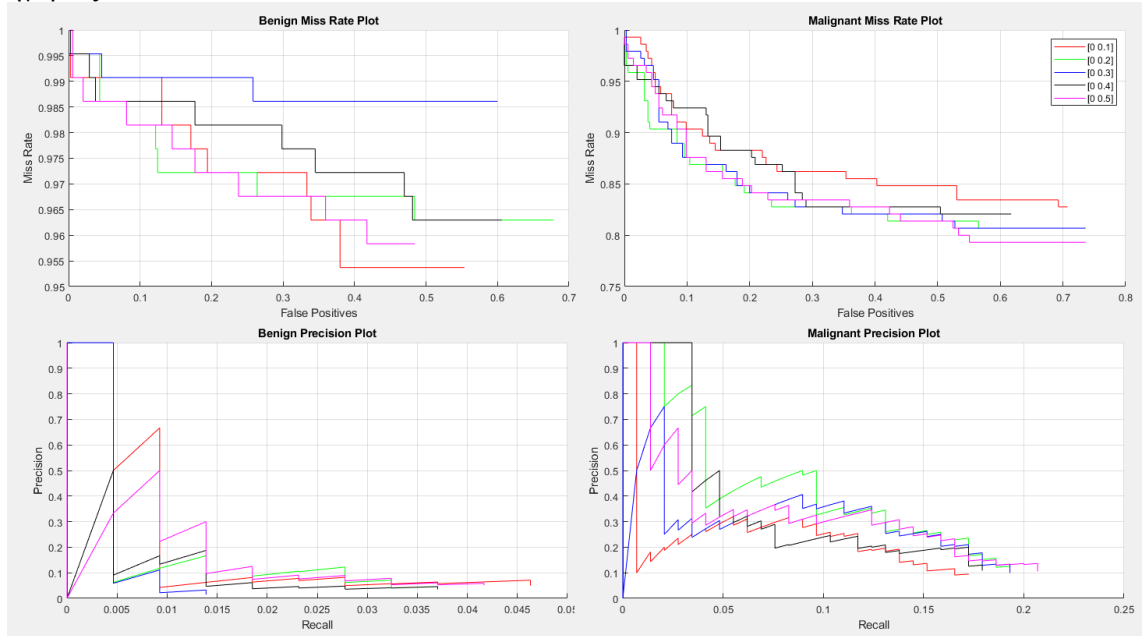 Benign Miss Rate Plot
1
0.995
0.99
0.985
0.98
0.975
0.97
0.965
0.96
0.955
0.95
Miss Rate
0 0.1 0.2 0.3 0.4 0.5 0.6 0.7
False Positives
Malignant Miss Rate Plot
1
0.95
0.9
0.85
0.8
0.75
Miss Rate
[0 0.1]
[0 0.2]
[0 0.3]
[0 0.4]
[0 0.5]
0 0.1 0.2 0.3 0.4 0.5 0.6 0.7 0.8
False Positives
Benign Precision Plot
1
0.9
0.8
0.7
0.6
0.5
0.4
0.3
0.2
0.1
0
Precision
0 0.005 0.01 0.015 0.02 0.025 0.03 0.035 0.04 0.045 0.05
Recall
Malignant Precision Plot
1
0.9
0.8
0.7
0.6
0.5
0.4
0.3
0.2
0.1
0
Precision
0 0.05 0.1 0.15 0.2 0.25
Recall